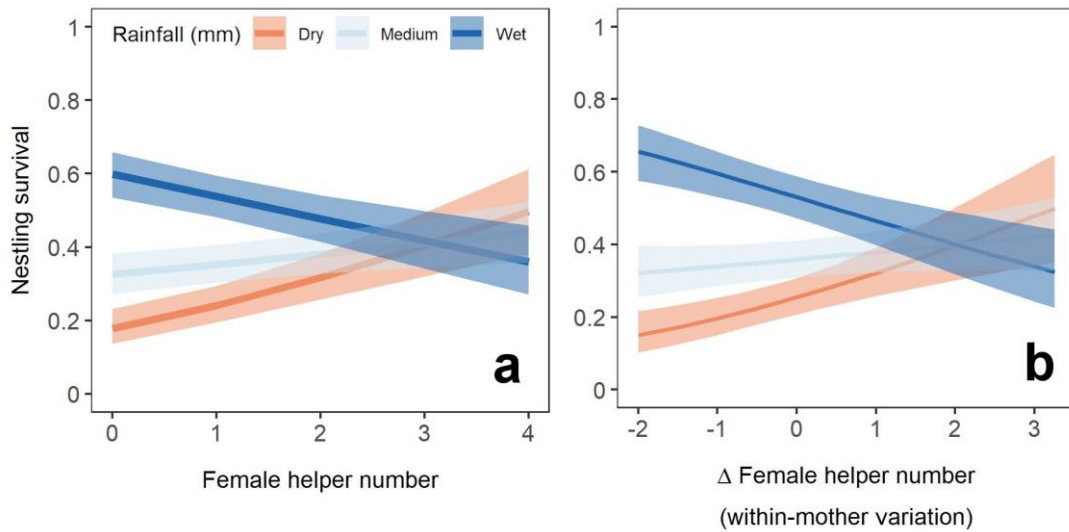 Rainfall (mm) Dry Medium Wet
Nestling survival
1
0.8
0.6
0.4
0.2
0
0 1 2 3 4
Female helper number
a
1
0.8
0.6
0.4
0.2
0
-2 -1 0 1 2 3
Δ Female helper number
(within-mother variation)
b